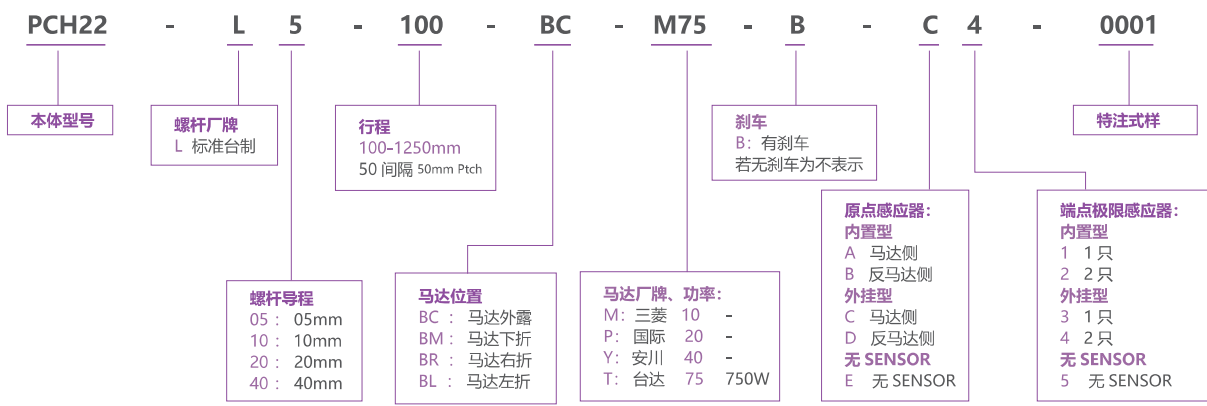 PCH22 - L 5 - 100 - BC - M75 - B - C 4 - 0001
本体型号
螺杆厂牌
L 标准台制
行程
100-1250mm
50 间隔 50mm Ptch
刹车
B: 有刹车
若无刹车为不表示
特注式样
螺杆导程
05 : 05mm
10 : 10mm
20 : 20mm
40 : 40mm
马达位置
BC : 马达外露
BM : 马达下折
BR : 马达右折
BL : 马达左折
马达厂牌、功率:
M: 三菱 10 -
P: 国际 20 -
Y: 安川 40 -
T: 台达 75 750W
原点感应器:
内置型
A 马达侧
B 反马达侧
外挂型
C 马达侧
D 反马达侧
无 SENSOR
E 无 SENSOR
端点极限感应器:
内置型
1 1 只
2 2 只
外挂型
3 1 只
4 2 只
无 SENSOR
5 无 SENSOR